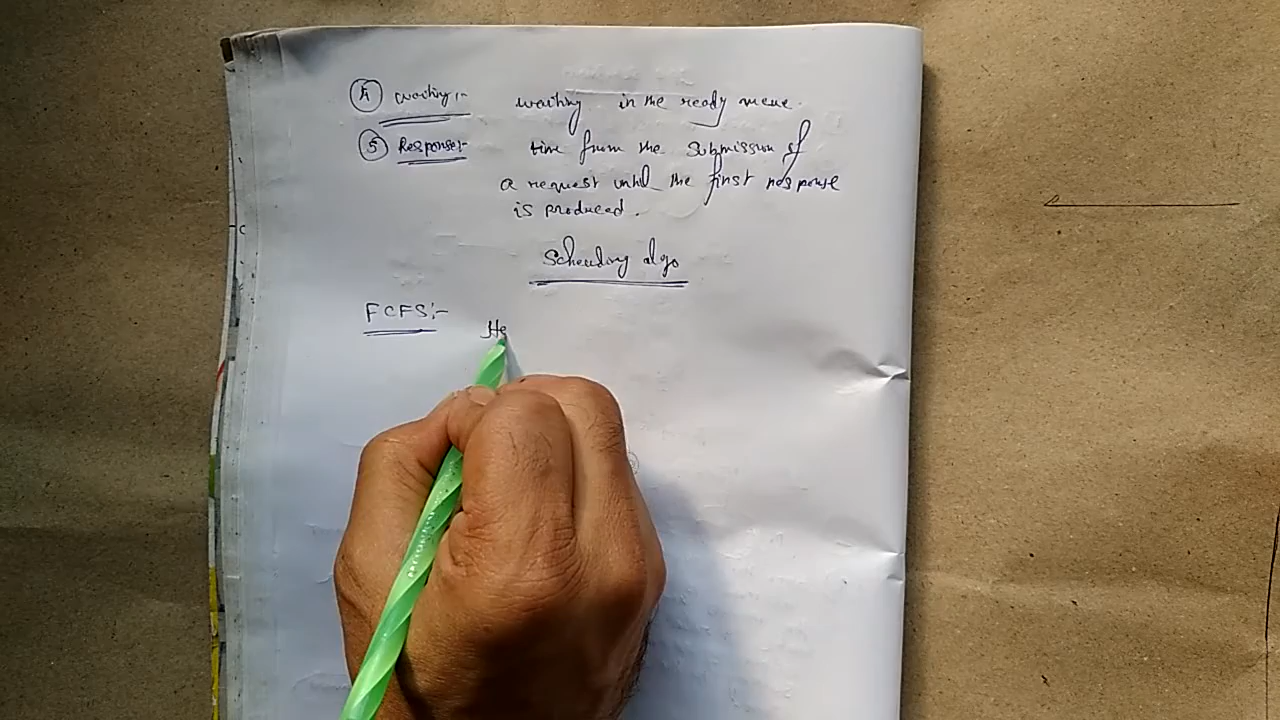 4 waiting:- waiting in the ready queue.
5 Response:- time from the submission of
a request until the first response
is produced.
Scheduling algo
FCFS:- He